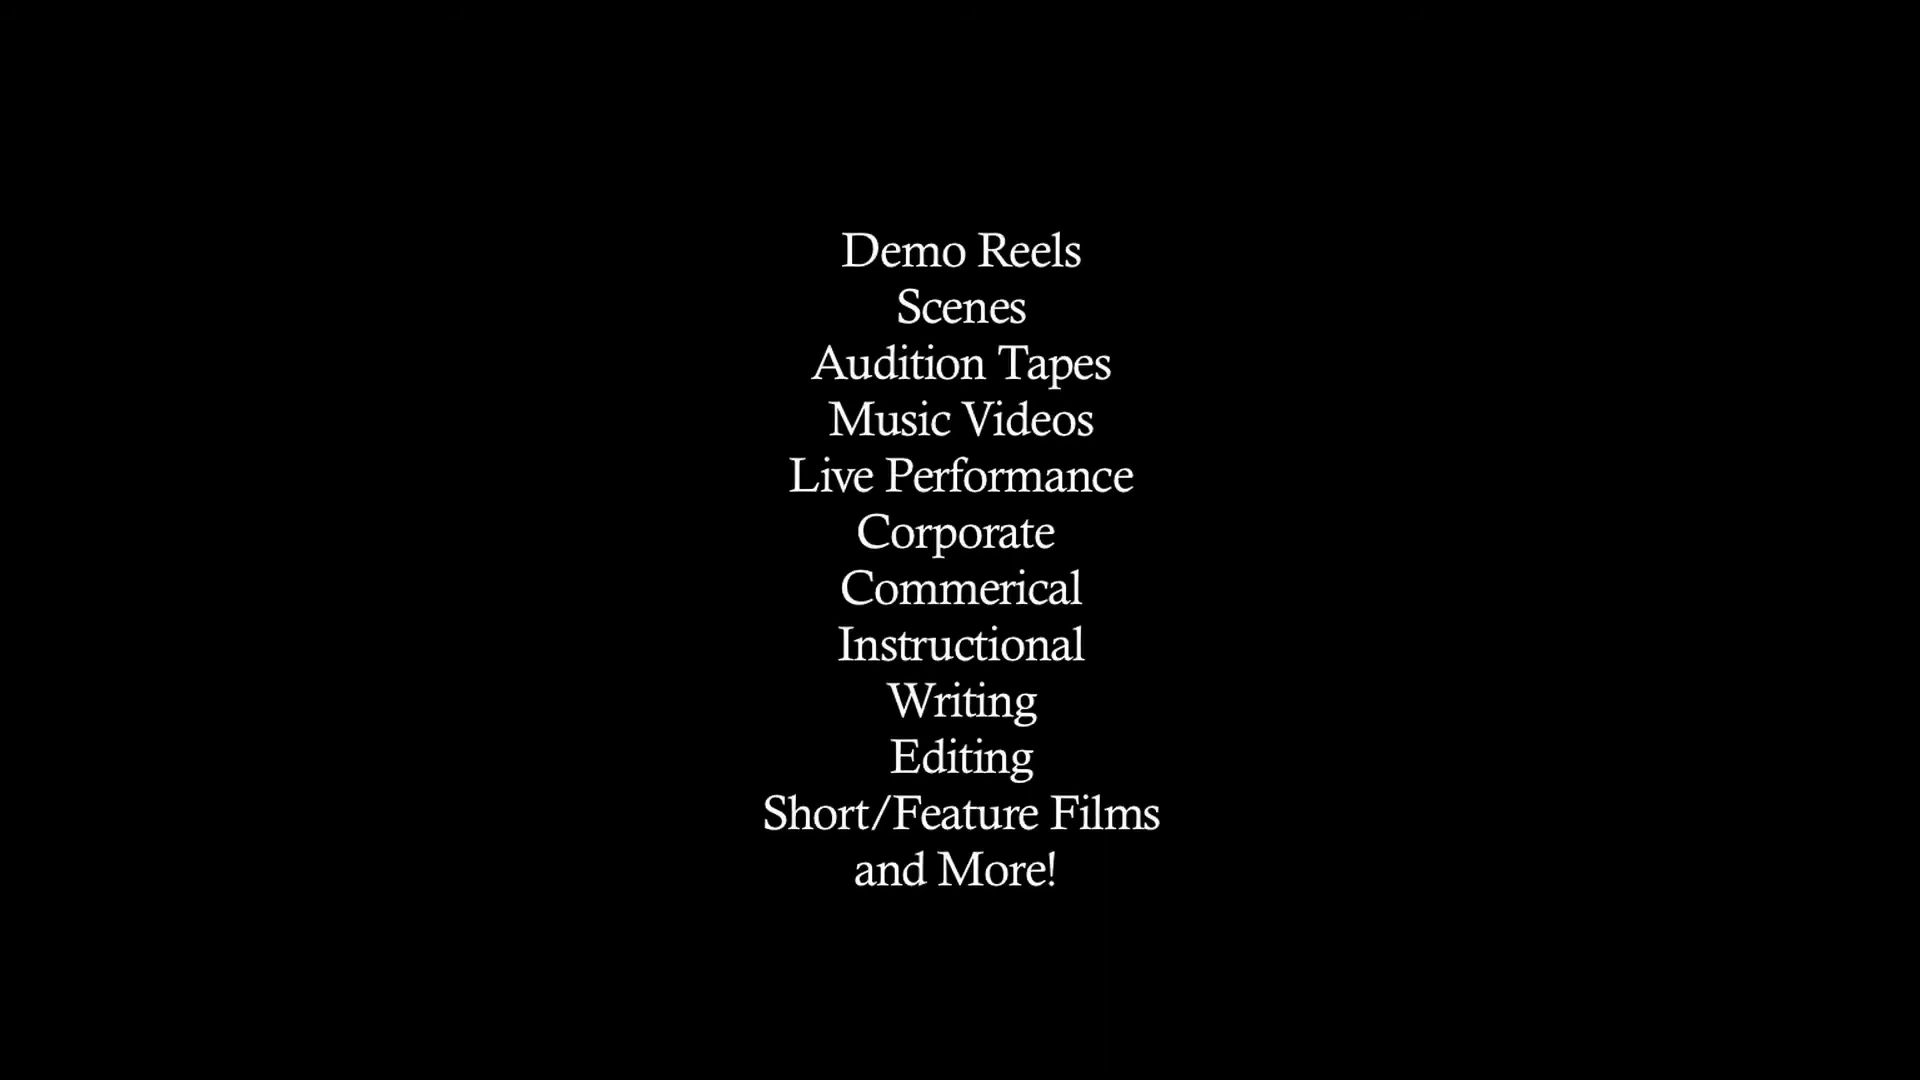 Demo Reels
Scenes
Audition Tapes
Music Videos
Live Performance
Corporate
Commerical
Instructional
Writing
Editing
Short/Feature Films
and More!